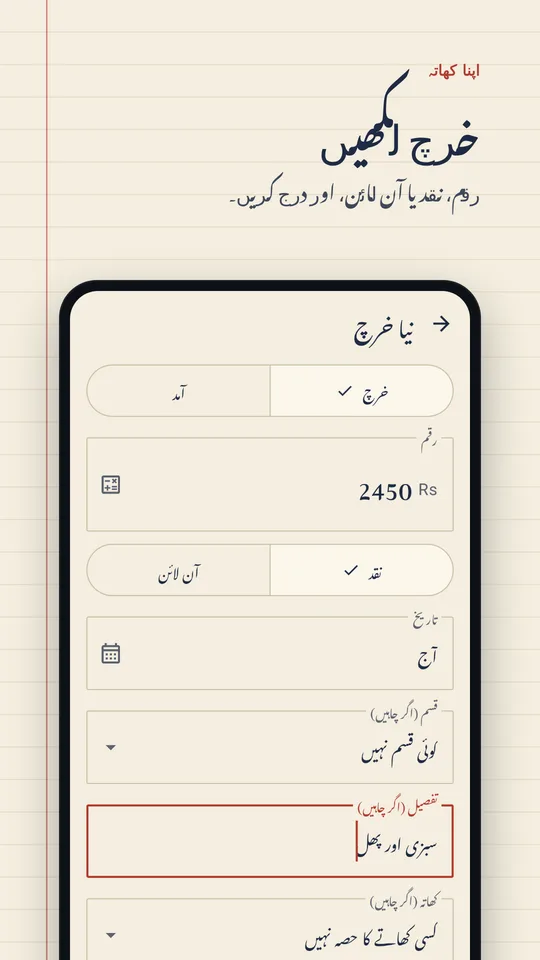 اپنا کھاتہ
خرچ لکھیں
رقم، نقد یا آن لائن، اور درج کریں۔
نیا خرچ
خرچ
آمد
رقم
Rs 2450
نقد
آن لائن
تاریخ
آج
قسم (اگر چاہیں)
کوئی قسم نہیں
تفصیل (اگر چاہیں)
سبزی اور پھل
کھاتہ (اگر چاہیں)
کسی کھاتے کا حصہ نہیں